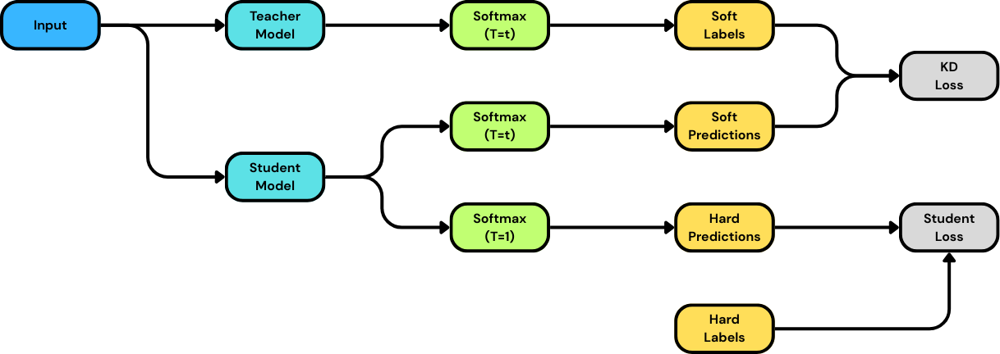 Input
Teacher
Model
Softmax
(T=t)
Soft
Labels
KD
Loss
Softmax
(T=t)
Soft
Predictions
Student
Model
Softmax
(T=1)
Hard
Predictions
Student
Loss
Hard
Labels